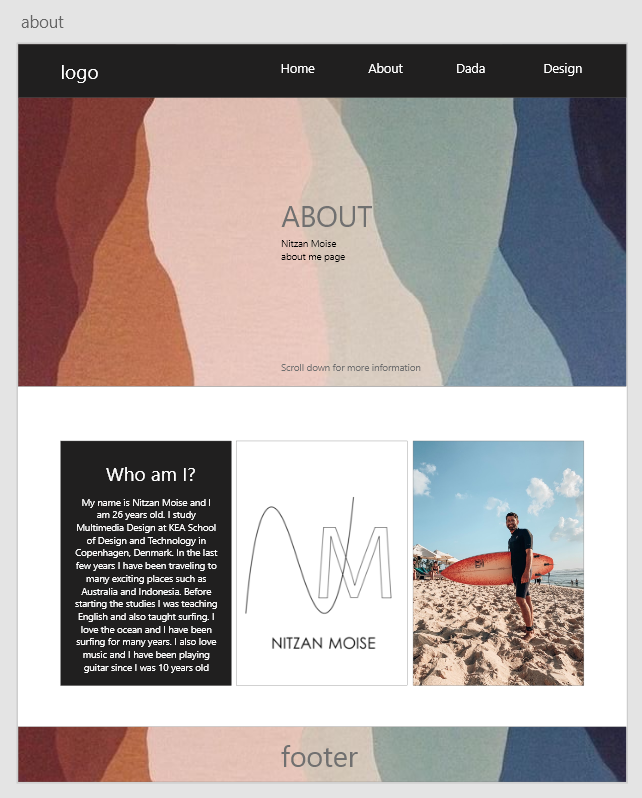 about
logo
Home About Dada Design
ABOUT
Nitzan Moise
about me page
Scroll down for more information
Who am I?
My name is Nitzan Moise and I
am 26 years old. I study
Multimedia Design at KEA School
of Design and Technology in
Copenhagen, Denmark. In the last
few years I have been traveling to
many exciting places such as
Australia and Indonesia. Before
starting the studies I was teaching
English and also taught surfing. I
love the ocean and I have been
surfing for many years. I also love
music and I have been playing
guitar since I was 10 years old
NM
NITZAN MOISE
footer